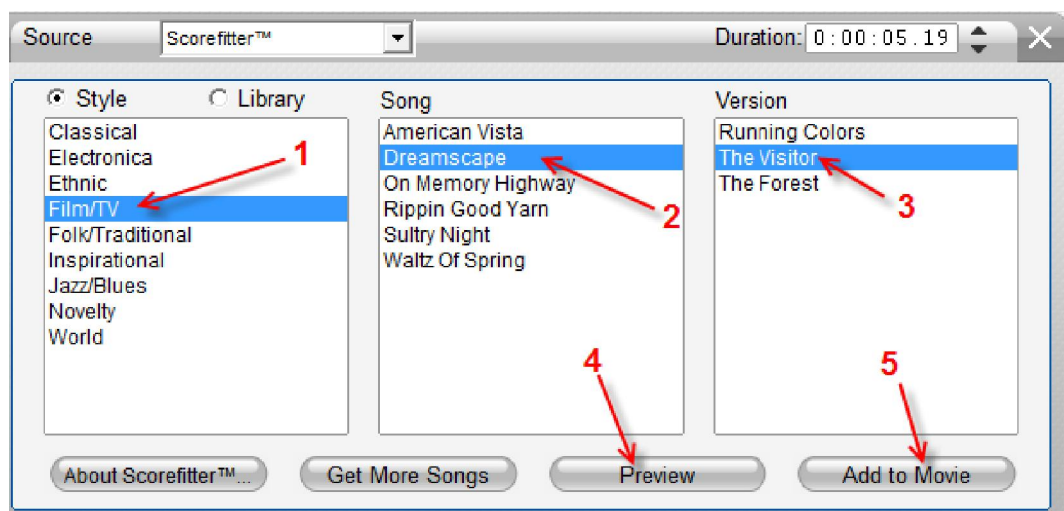 Source Scorefitter™ Duration: 0:00:05.19
Style Library Song Version
Classical
Electronica
Ethnic
Film/TV
Folk/Traditional
Inspirational
Jazz/Blues
Novelty
World
1
American Vista
Dreamscape
On Memory Highway
Rippin Good Yarn
Sultry Night
Waltz Of Spring
2
Running Colors
The Visitor
The Forest
3
4
5
About Scorefitter™... Get More Songs Preview Add to Movie